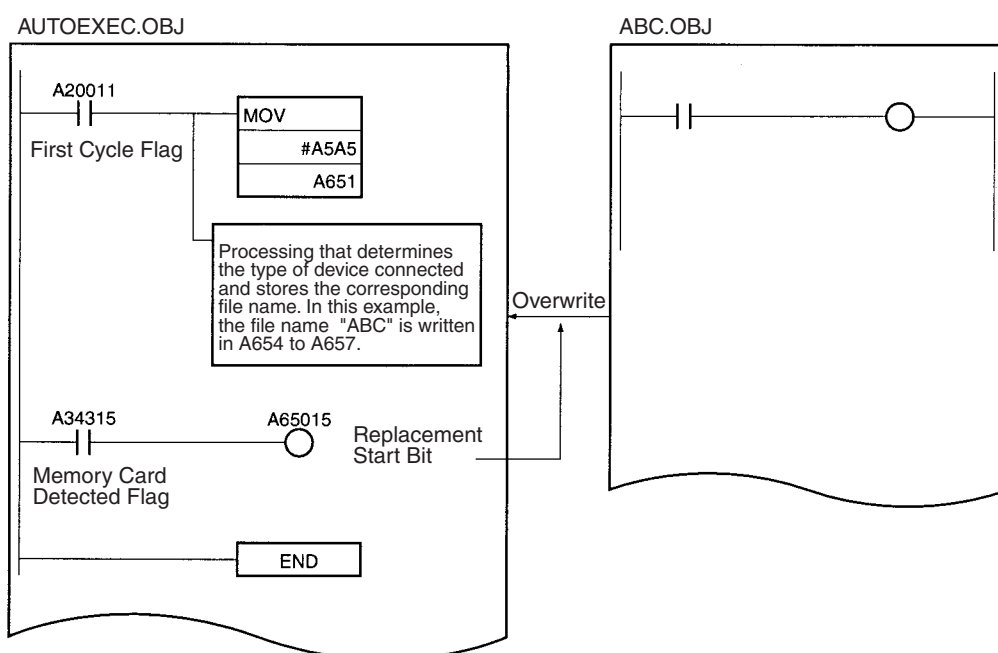 AUTOEXEC.OBJ
ABC.OBJ
A20011
First Cycle Flag
MOV
#A5A5
A651
Processing that determines
the type of device connected
and stores the corresponding
file name. In this example,
the file name "ABC" is written
in A654 to A657.
Overwrite
A34315
A65015
Replacement
Start Bit
Memory Card
Detected Flag
END